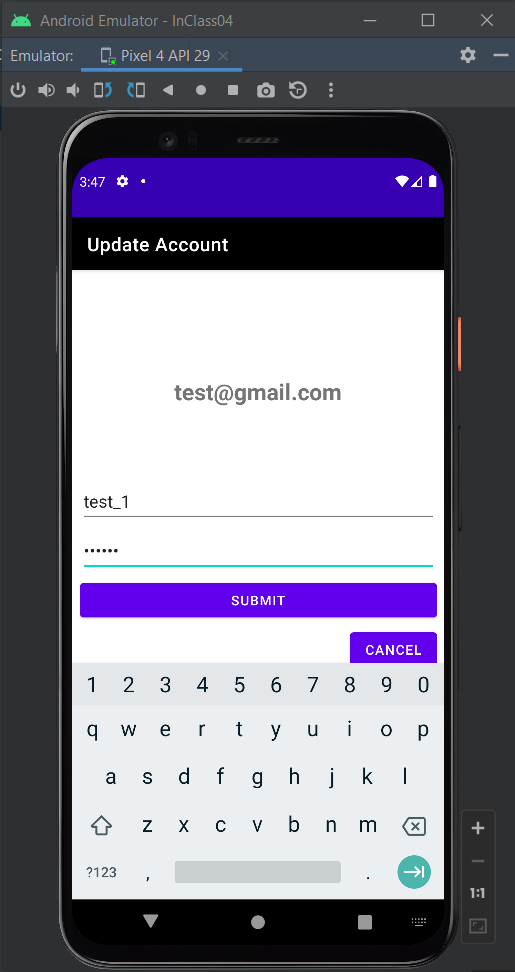 Android Emulator - InClass04
Emulator: Pixel 4 API 29
3:47
Update Account
test@gmail.com
test_1
••••••
SUBMIT
CANCEL
1 2 3 4 5 6 7 8 9 0
q w e r t y u i o p
a s d f g h j k l
z x c v b n m
?123 , .
1:1